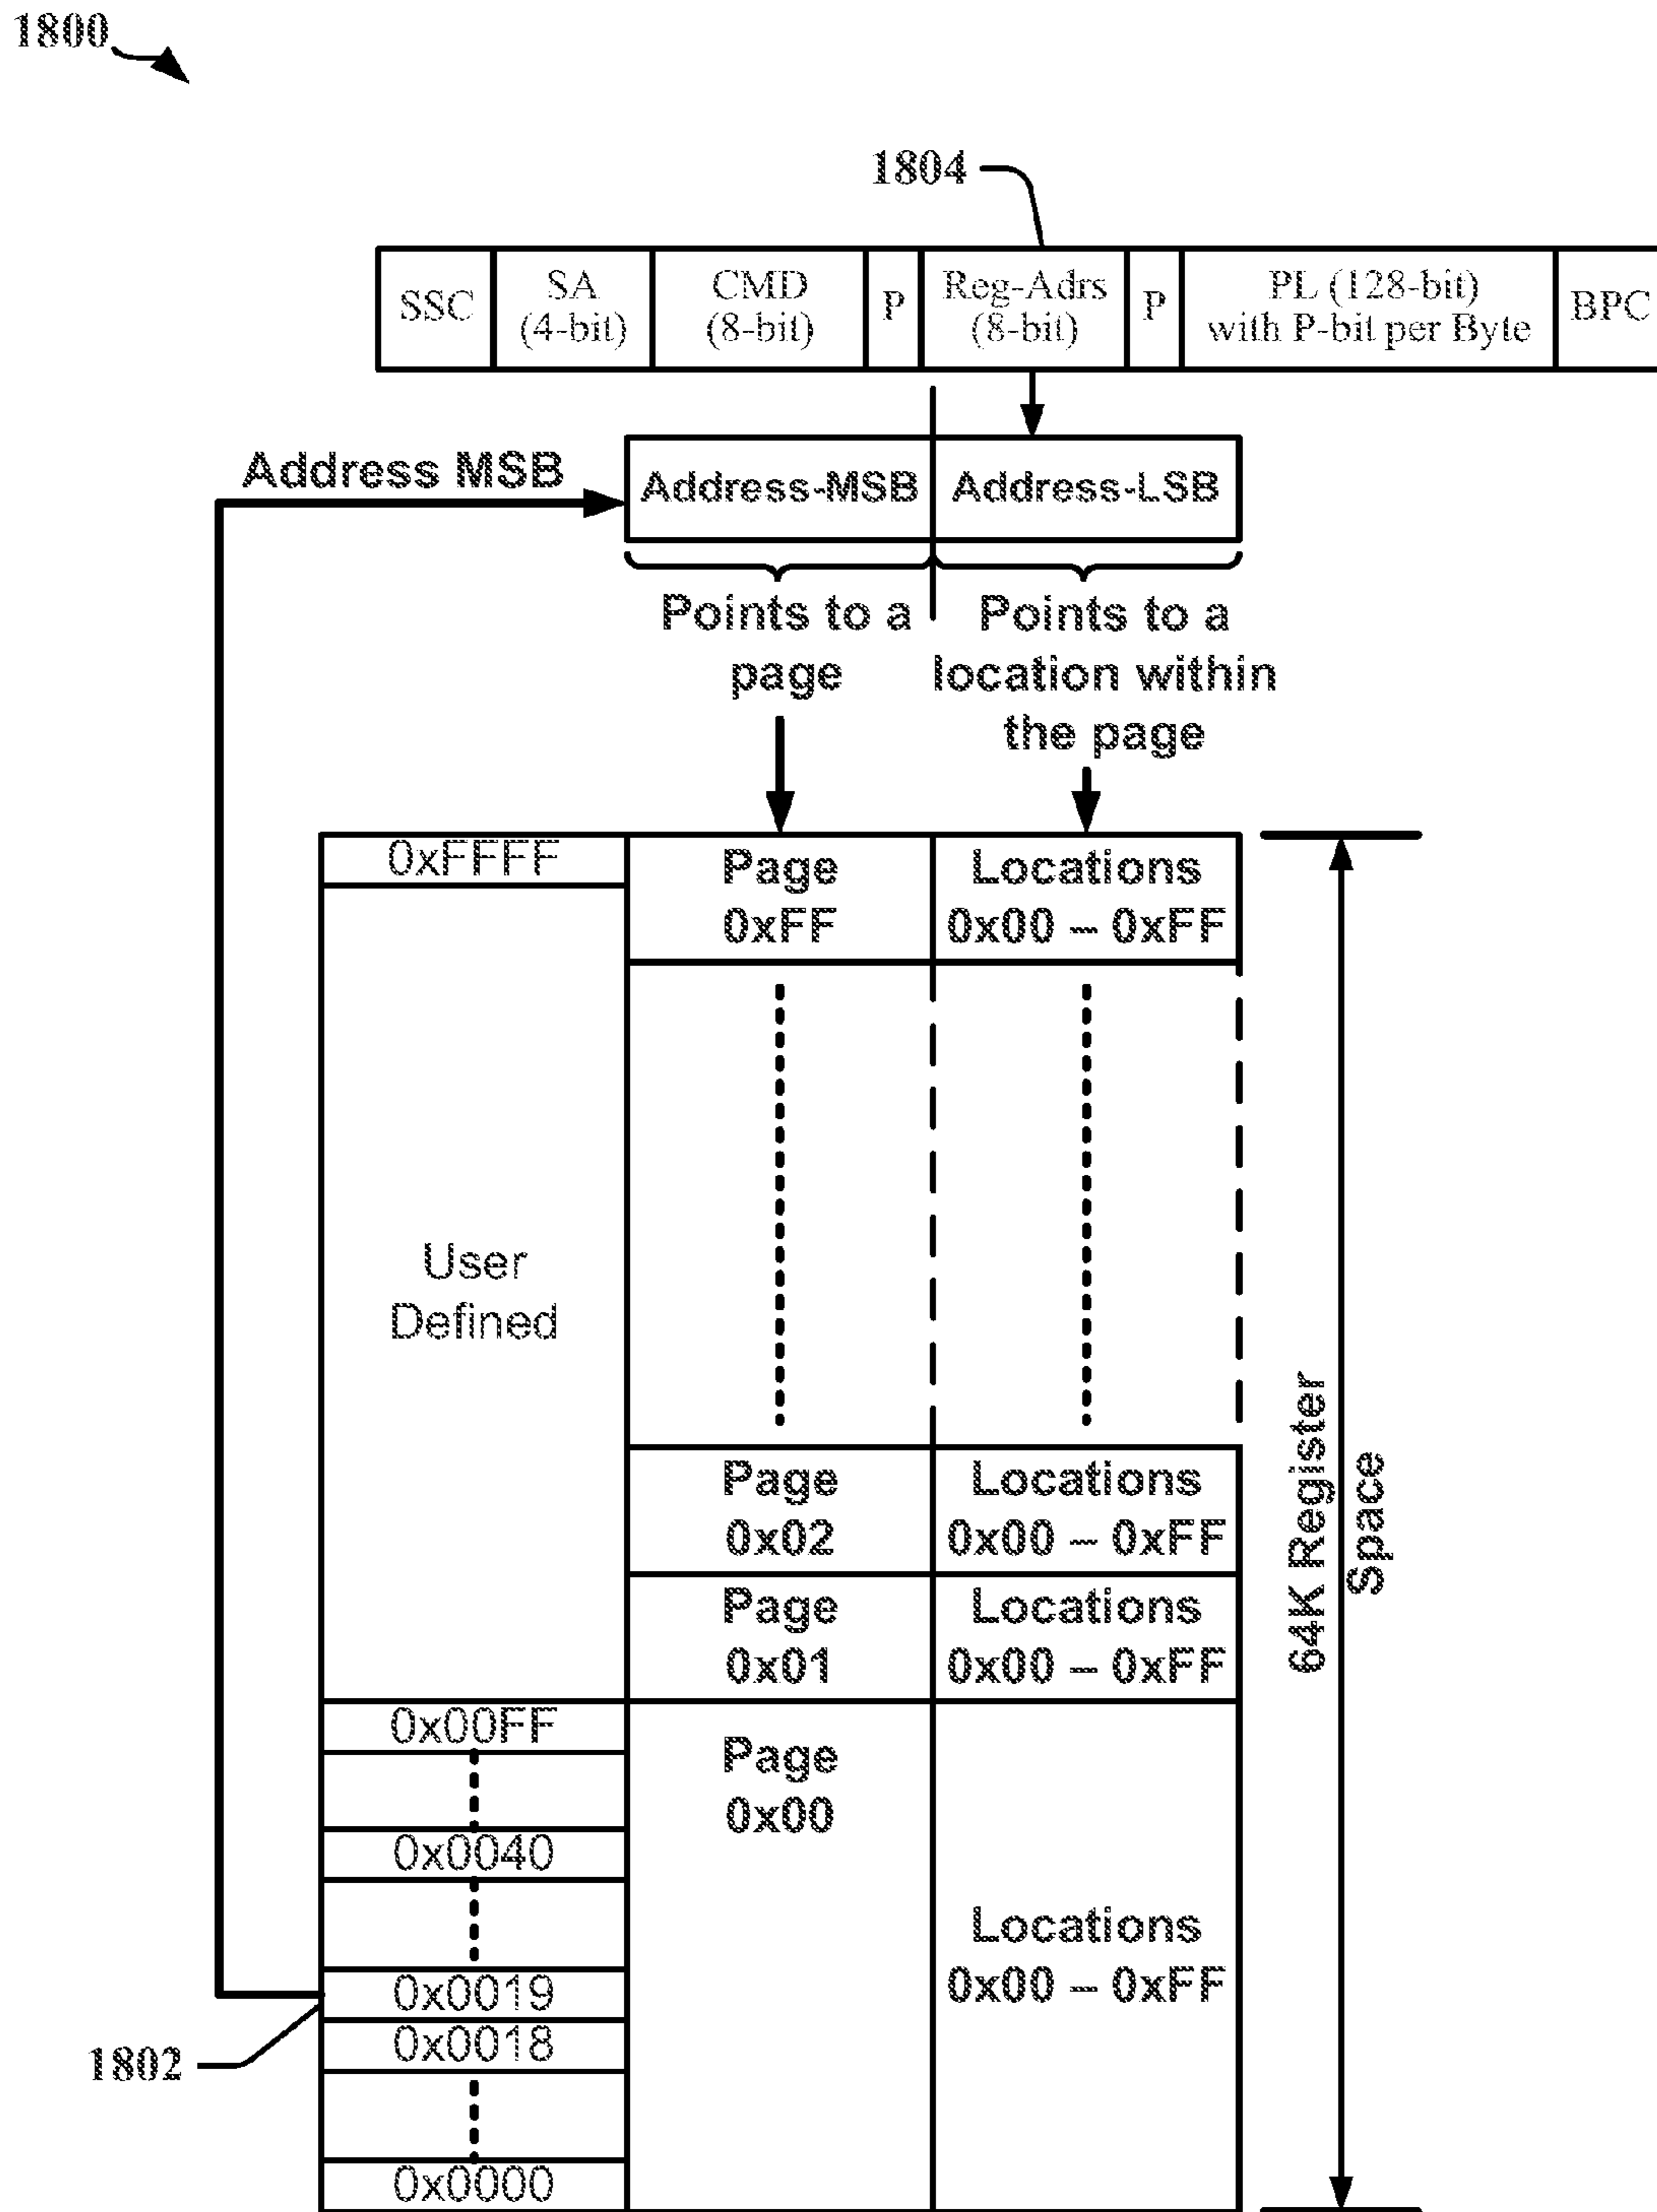 1800
1804
SSC
SA
(4-bit)
CMD
(8-bit)
P
Reg-Adrs
(8-bit)
P
PL (128-bit)
with P-bit per Byte
BPC
Address MSB
Address-MSB
Address-LSB
Points to a
page
Points to a
location within
the page
0xFFFF
Page
0xFF
Locations
0x00 – 0xFF
User
Defined
Page
0x02
Locations
0x00 – 0xFF
Page
0x01
Locations
0x00 – 0xFF
64K Register
Space
0x00FF
Page
0x00
0x0040
Locations
0x00 – 0xFF
0x0019
0x0018
1802
0x0000